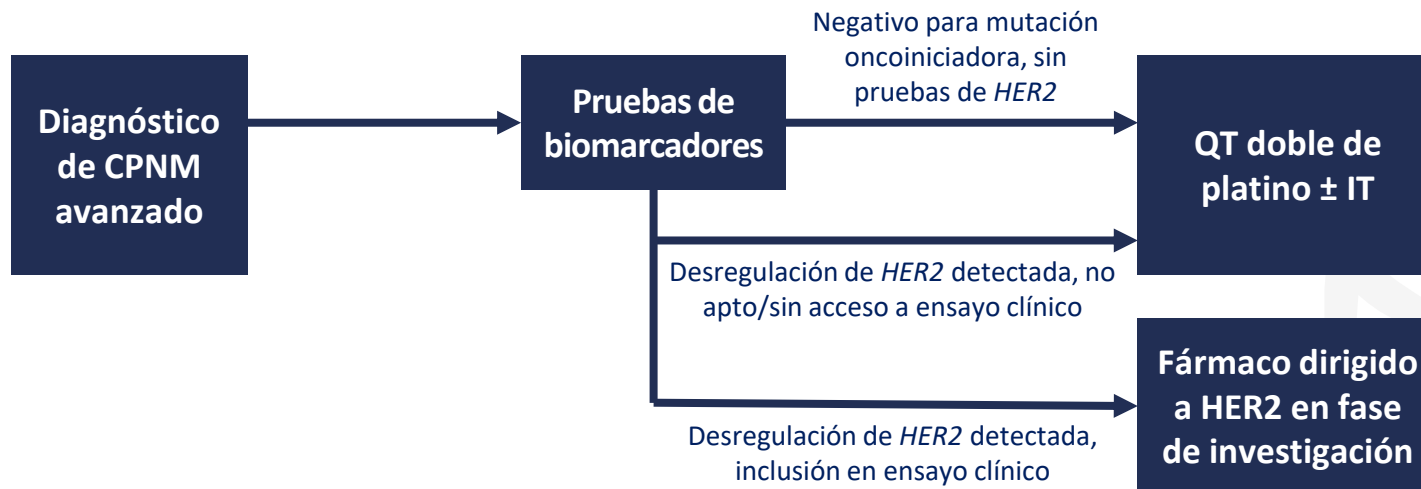 Diagnóstico
de CPNM
avanzado
Pruebas de
biomarcadores
Negativo para mutación
oncoiniciadora, sin
pruebas de HER2
QT doble de
platino ± IT
Desregulación de HER2 detectada, no
apto/sin acceso a ensayo clínico
Desregulación de HER2 detectada,
inclusión en ensayo clínico
Fármaco dirigido
a HER2 en fase
de investigación